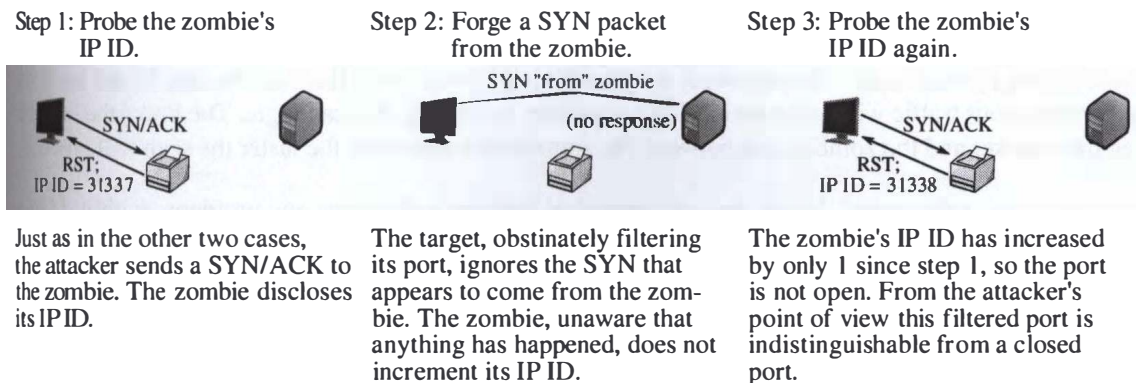 Step 1: Probe the zombie's
IP ID.
SYN/ACK
RST;
IP ID = 31337
Just as in the other two cases,
the attacker sends a SYN/ACK to
the zombie. The zombie discloses
its IP ID.
Step 2: Forge a SYN packet
from the zombie.
SYN "from" zombie
(no response)
The target, obstinately filtering
its port, ignores the SYN that
appears to come from the zom-
bie. The zombie, unaware that
anything has happened, does not
increment its IP ID.
Step 3: Probe the zombie's
IP ID again.
SYN/ACK
RST;
IP ID = 31338
The zombie's IP ID has increased
by only 1 since step 1, so the port
is not open. From the attacker's
point of view this filtered port is
indistinguishable from a closed
port.